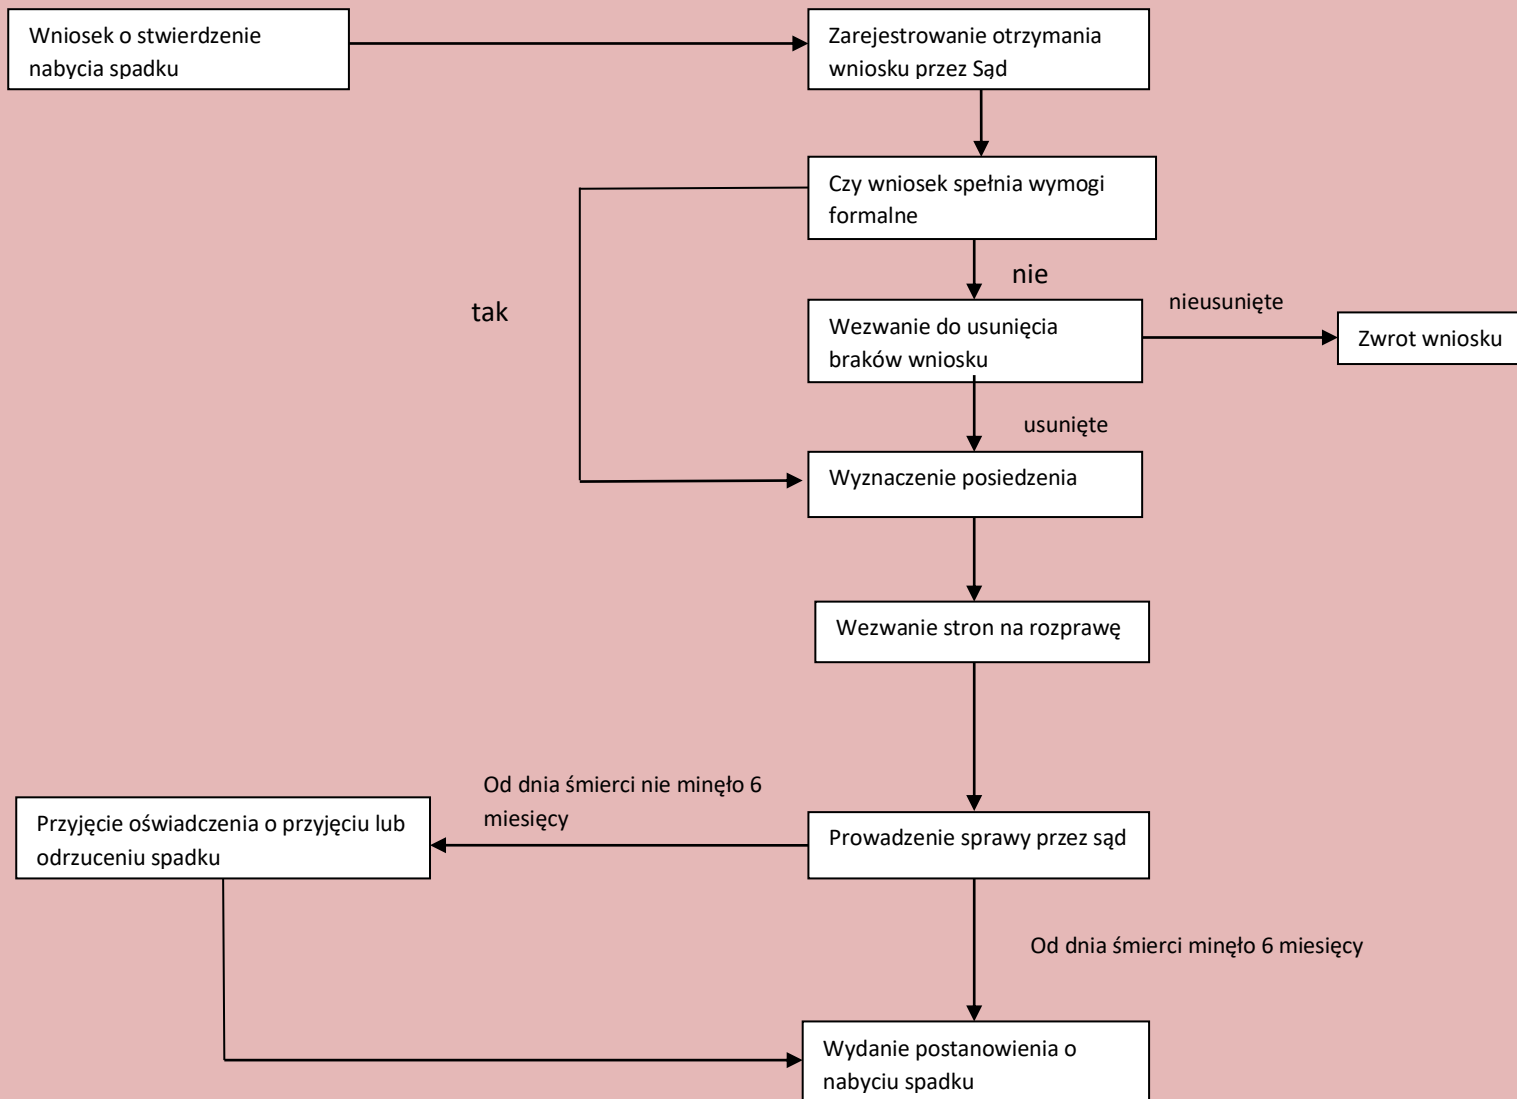 Wniosek o stwierdzenie
nabycia spadku
Zarejestrowanie otrzymania
wniosku przez Sąd
Czy wniosek spełnia wymogi
formalne
nie
tak
Wezwanie do usunięcia
braków wniosku
nieusunięte
Zwrot wniosku
usunięte
Wyznaczenie posiedzenia
Wezwanie stron na rozprawę
Od dnia śmierci nie minęło 6
miesięcy
Przyjęcie oświadczenia o przyjęciu lub
odrzuceniu spadku
Prowadzenie sprawy przez sąd
Od dnia śmierci minęło 6 miesięcy
Wydanie postanowienia o
nabyciu spadku